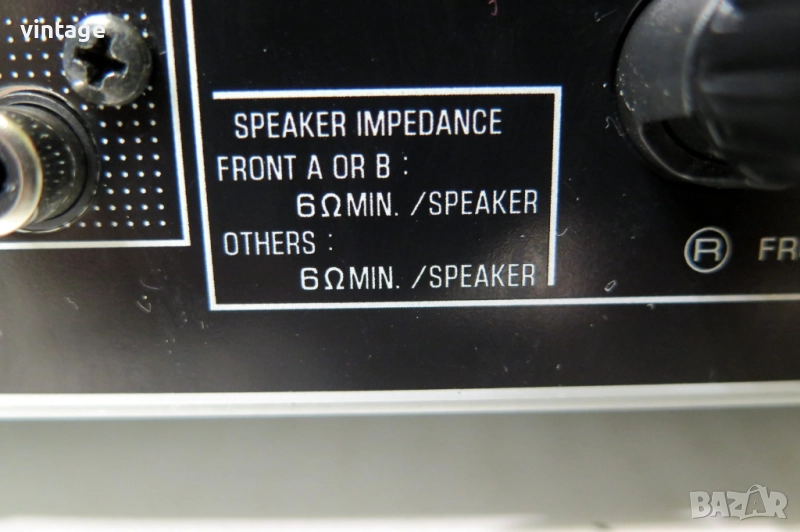 vintage
SPEAKER IMPEDANCE
FRONT A OR B :
6ΩMIN. /SPEAKER
OTHERS :
6ΩMIN. /SPEAKER
R
BAZAR